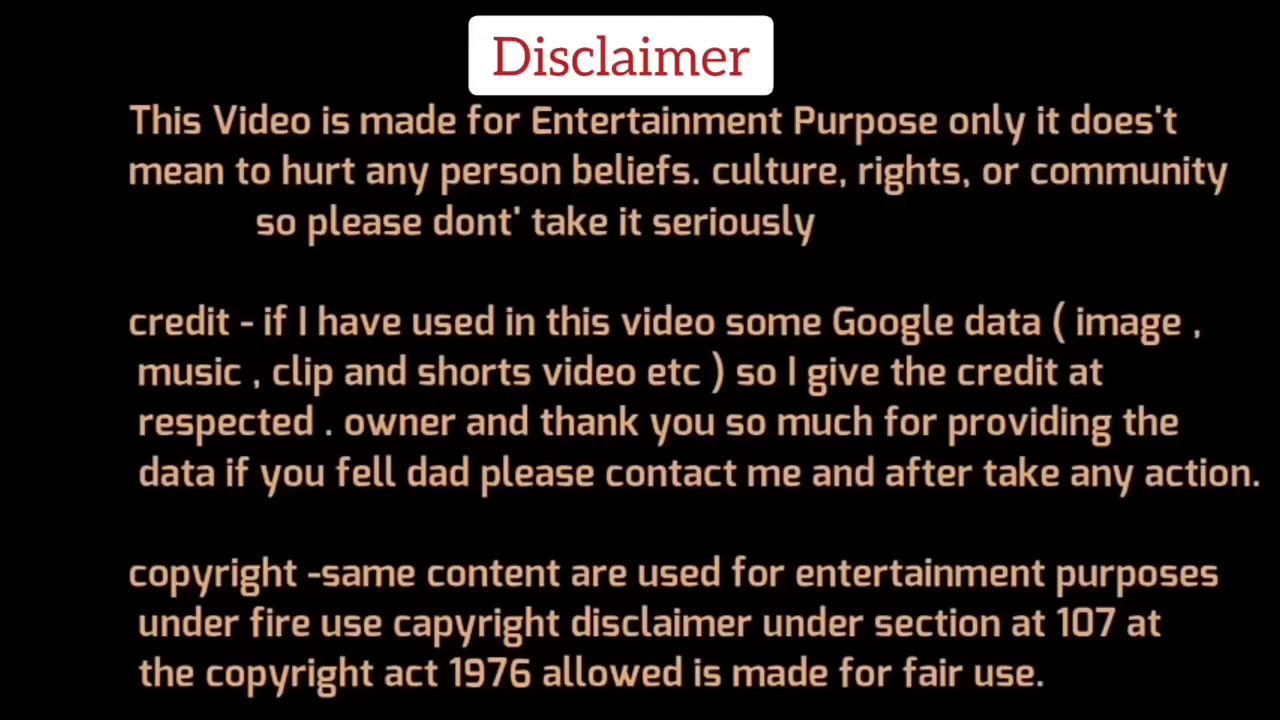 Disclaimer
This Video is made for Entertainment Purpose only it does't
mean to hurt any person beliefs. culture, rights, or community
so please dont' take it seriously
credit - if I have used in this video some Google data ( image ,
music , clip and shorts video etc ) so I give the credit at
respected . owner and thank you so much for providing the
data if you fell dad please contact me and after take any action.
copyright -same content are used for entertainment purposes
under fire use capyright disclaimer under section at 107 at
the copyright act 1976 allowed is made for fair use.